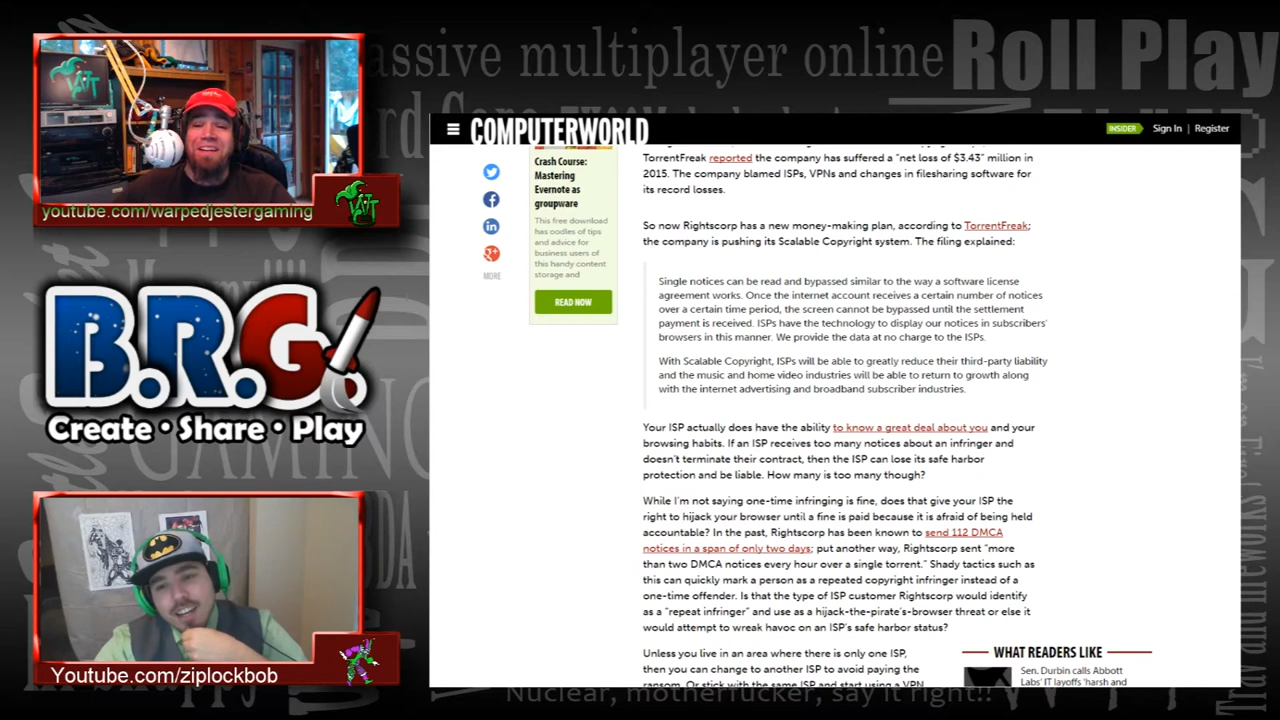 assive multiplayer online
Roll Play
youtube.com/warpedjestergaming
B.R.G.
Create • Share • Play
GAMING
Youtube.com/ziplockbob
COMPUTERWORLD
INSIDER
Sign In | Register
Crash Course:
Mastering
Evernote as
groupware
This free download
has oodles of tips
and advice for
business users of
this handy content
storage and
READ NOW
MORE
TorrentFreak reported the company has suffered a “net loss of $3.43” million in
2015. The company blamed ISPs, VPNs and changes in filesharing software for
its record losses.
So now Rightscorp has a new money-making plan, according to TorrentFreak;
the company is pushing its Scalable Copyright system. The filing explained:
Single notices can be read and bypassed similar to the way a software license
agreement works. Once the internet account receives a certain number of notices
over a certain time period, the screen cannot be bypassed until the settlement
payment is received. ISPs have the technology to display our notices in subscribers'
browsers in this manner. We provide the data at no charge to the ISPs.
With Scalable Copyright, ISPs will be able to greatly reduce their third-party liability
and the music and home video industries will be able to return to growth along
with the internet advertising and broadband subscriber industries.
Your ISP actually does have the ability to know a great deal about you and your
browsing habits. If an ISP receives too many notices about an infringer and
doesn't terminate their contract, then the ISP can lose its safe harbor
protection and be liable. How many is too many though?
While I'm not saying one-time infringing is fine, does that give your ISP the
right to hijack your browser until a fine is paid because it is afraid of being held
accountable? In the past, Rightscorp has been known to send 112 DMCA
notices in a span of only two days; put another way, Rightscorp sent “more
than two DMCA notices every hour over a single torrent.” Shady tactics such as
this can quickly mark a person as a repeated copyright infringer instead of a
one-time offender. Is that the type of ISP customer Rightscorp would identify
as a “repeat infringer” and use as a hijack-the-pirate's-browser threat or else it
would attempt to wreak havoc on an ISP's safe harbor status?
Unless you live in an area where there is only one ISP,
then you can change to another ISP to avoid paying the
ransom. Or stick with the same ISP and start using a VPN
WHAT READERS LIKE
Sen. Durbin calls Abbott
Labs' IT layoffs 'harsh and
Nuclear, motherfucker, say it right!!